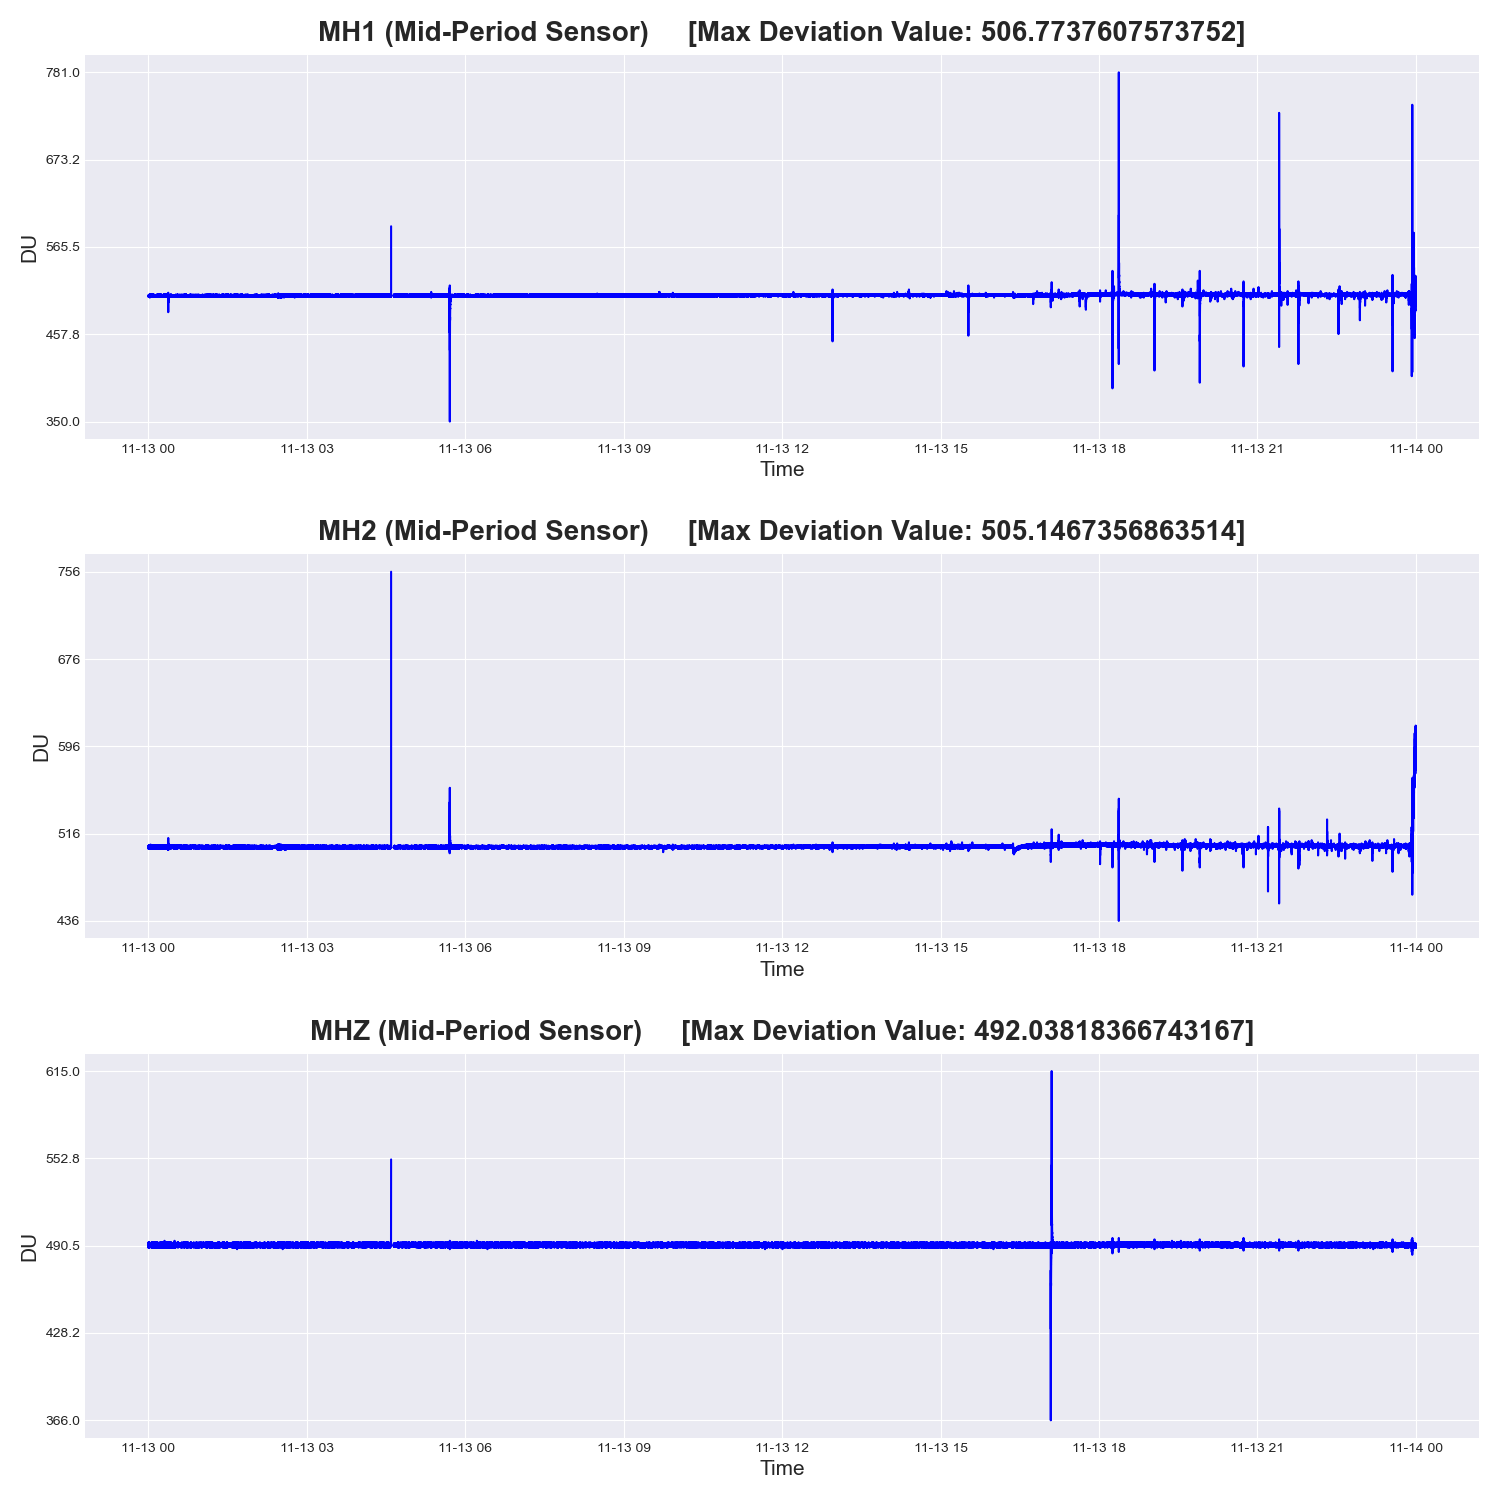 MH1 (Mid-Period Sensor) [Max Deviation Value: 506.7737607573752]
781.0
673.2
565.5
457.8
350.0
DU
11-13 00 11-13 03 11-13 06 11-13 09 11-13 12 11-13 15 11-13 18 11-13 21 11-14 00
Time
MH2 (Mid-Period Sensor) [Max Deviation Value: 505.1467356863514]
756
676
596
516
436
DU
11-13 00 11-13 03 11-13 06 11-13 09 11-13 12 11-13 15 11-13 18 11-13 21 11-14 00
Time
MHZ (Mid-Period Sensor) [Max Deviation Value: 492.03818366743167]
615.0
552.8
490.5
428.2
366.0
DU
11-13 00 11-13 03 11-13 06 11-13 09 11-13 12 11-13 15 11-13 18 11-13 21 11-14 00
Time